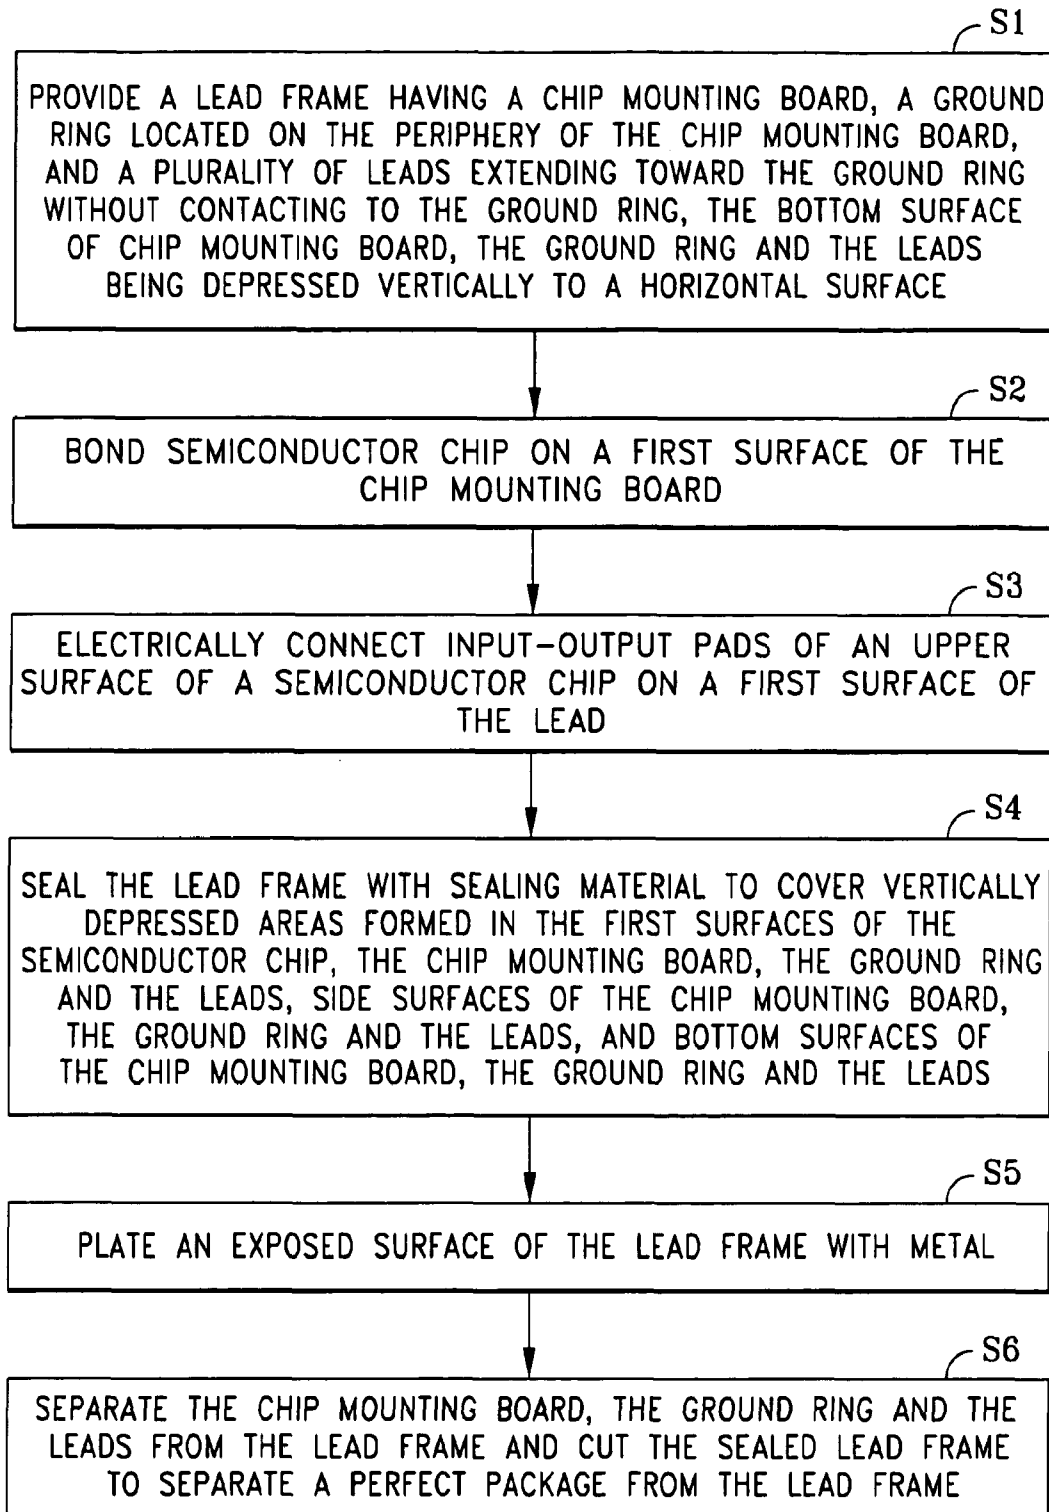 S1
PROVIDE A LEAD FRAME HAVING A CHIP MOUNTING BOARD, A GROUND
RING LOCATED ON THE PERIPHERY OF THE CHIP MOUNTING BOARD,
AND A PLURALITY OF LEADS EXTENDING TOWARD THE GROUND RING
WITHOUT CONTACTING TO THE GROUND RING, THE BOTTOM SURFACE
OF CHIP MOUNTING BOARD, THE GROUND RING AND THE LEADS
BEING DEPRESSED VERTICALLY TO A HORIZONTAL SURFACE
S2
BOND SEMICONDUCTOR CHIP ON A FIRST SURFACE OF THE
CHIP MOUNTING BOARD
S3
ELECTRICALLY CONNECT INPUT-OUTPUT PADS OF AN UPPER
SURFACE OF A SEMICONDUCTOR CHIP ON A FIRST SURFACE OF
THE LEAD
S4
SEAL THE LEAD FRAME WITH SEALING MATERIAL TO COVER VERTICALLY
DEPRESSED AREAS FORMED IN THE FIRST SURFACES OF THE
SEMICONDUCTOR CHIP, THE CHIP MOUNTING BOARD, THE GROUND RING
AND THE LEADS, SIDE SURFACES OF THE CHIP MOUNTING BOARD,
THE GROUND RING AND THE LEADS, AND BOTTOM SURFACES OF
THE CHIP MOUNTING BOARD, THE GROUND RING AND THE LEADS
S5
PLATE AN EXPOSED SURFACE OF THE LEAD FRAME WITH METAL
S6
SEPARATE THE CHIP MOUNTING BOARD, THE GROUND RING AND THE
LEADS FROM THE LEAD FRAME AND CUT THE SEALED LEAD FRAME
TO SEPARATE A PERFECT PACKAGE FROM THE LEAD FRAME